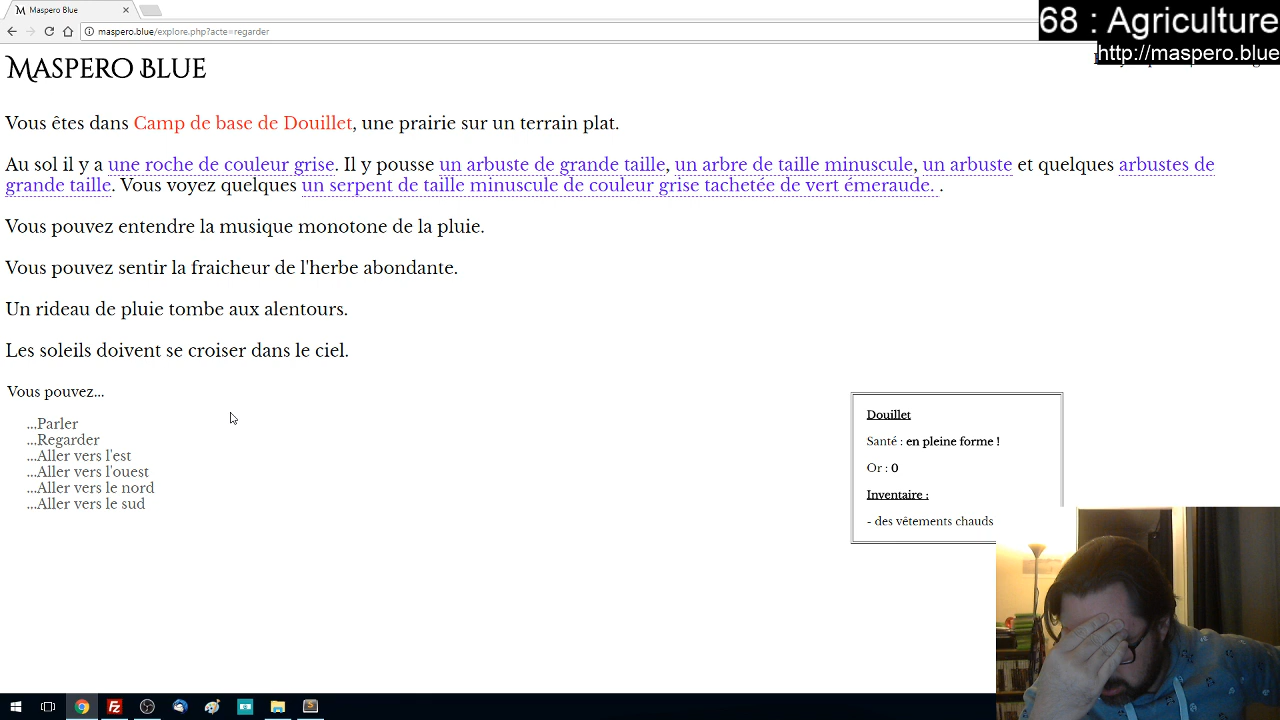 Maspero Blue
maspero.blue/explore.php?acte=regarder
68 : Agriculture
http://maspero.blue
Maspero Blue
Vous êtes dans Camp de base de Douillet, une prairie sur un terrain plat.
Au sol il y a une roche de couleur grise. Il y pousse un arbuste de grande taille, un arbre de taille minuscule, un arbuste et quelques arbustes de
grande taille. Vous voyez quelques un serpent de taille minuscule de couleur grise tachetée de vert émeraude. .
Vous pouvez entendre la musique monotone de la pluie.
Vous pouvez sentir la fraicheur de l'herbe abondante.
Un rideau de pluie tombe aux alentours.
Les soleils doivent se croiser dans le ciel.
Vous pouvez...
...Parler
...Regarder
...Aller vers l'est
...Aller vers l'ouest
...Aller vers le nord
...Aller vers le sud
Douillet
Santé : en pleine forme !
Or : 0
Inventaire :
- des vêtements chauds